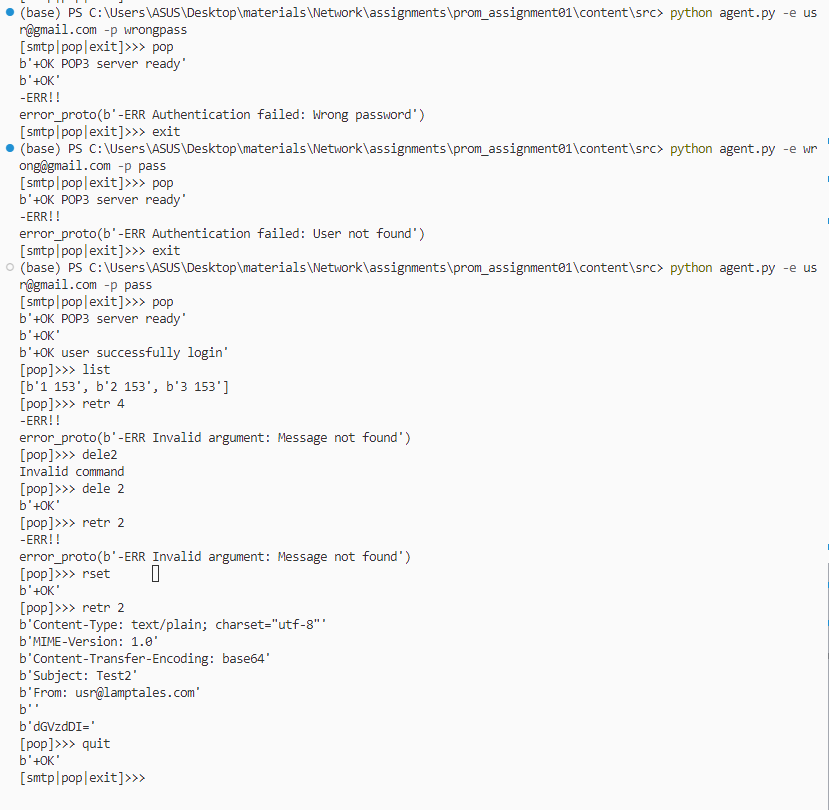 (base) PS C:\Users\ASUS\Desktop\materials\Network\assignments\prom_assignment01\content\src> python agent.py -e us
r@gmail.com -p wrongpass
[smtp|pop|exit]>>> pop
b'+OK POP3 server ready'
b'+OK'
-ERR!!
error_proto(b'-ERR Authentication failed: Wrong password')
[smtp|pop|exit]>>> exit
(base) PS C:\Users\ASUS\Desktop\materials\Network\assignments\prom_assignment01\content\src> python agent.py -e wr
ong@gmail.com -p pass
[smtp|pop|exit]>>> pop
b'+OK POP3 server ready'
-ERR!!
error_proto(b'-ERR Authentication failed: User not found')
[smtp|pop|exit]>>> exit
(base) PS C:\Users\ASUS\Desktop\materials\Network\assignments\prom_assignment01\content\src> python agent.py -e us
r@gmail.com -p pass
[smtp|pop|exit]>>> pop
b'+OK POP3 server ready'
b'+OK'
b'+OK user successfully login'
[pop]>>> list
[b'1 153', b'2 153', b'3 153']
[pop]>>> retr 4
-ERR!!
error_proto(b'-ERR Invalid argument: Message not found')
[pop]>>> dele2
Invalid command
[pop]>>> dele 2
b'+OK'
[pop]>>> retr 2
-ERR!!
error_proto(b'-ERR Invalid argument: Message not found')
[pop]>>> rset
b'+OK'
[pop]>>> retr 2
b'Content-Type: text/plain; charset="utf-8"'
b'MIME-Version: 1.0'
b'Content-Transfer-Encoding: base64'
b'Subject: Test2'
b'From: usr@lamptales.com'
b''
b'dGVzdDI='
[pop]>>> quit
b'+OK'
[smtp|pop|exit]>>>